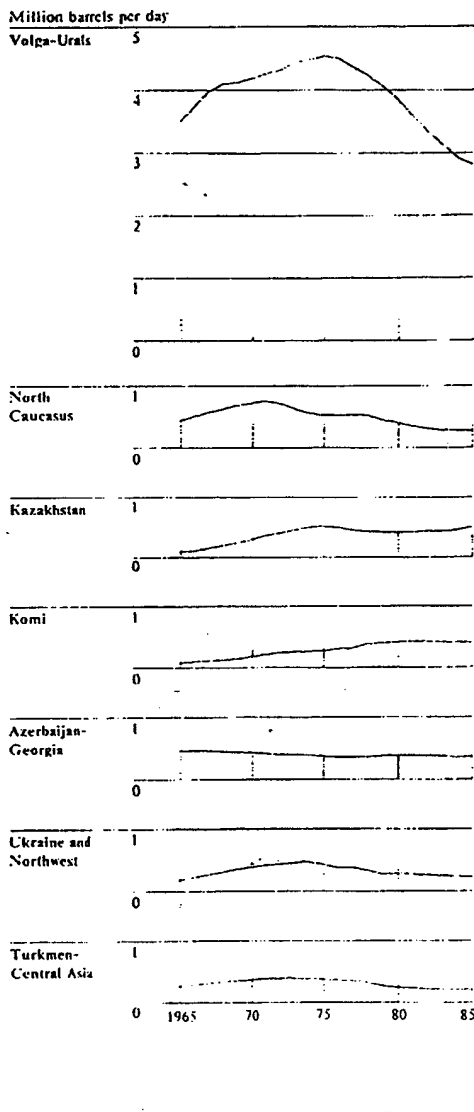 Million barrels per day
Volga-Urals 5
4
3
2
1
0
North 1
Caucasus
0
Kazakhstan 1
0
Komi 1
0
Azerbaijan- 1
Georgia
0
Ukraine and 1
Northwest
0
Turkmen- 1
Central Asia
0 1965 70 75 80 85